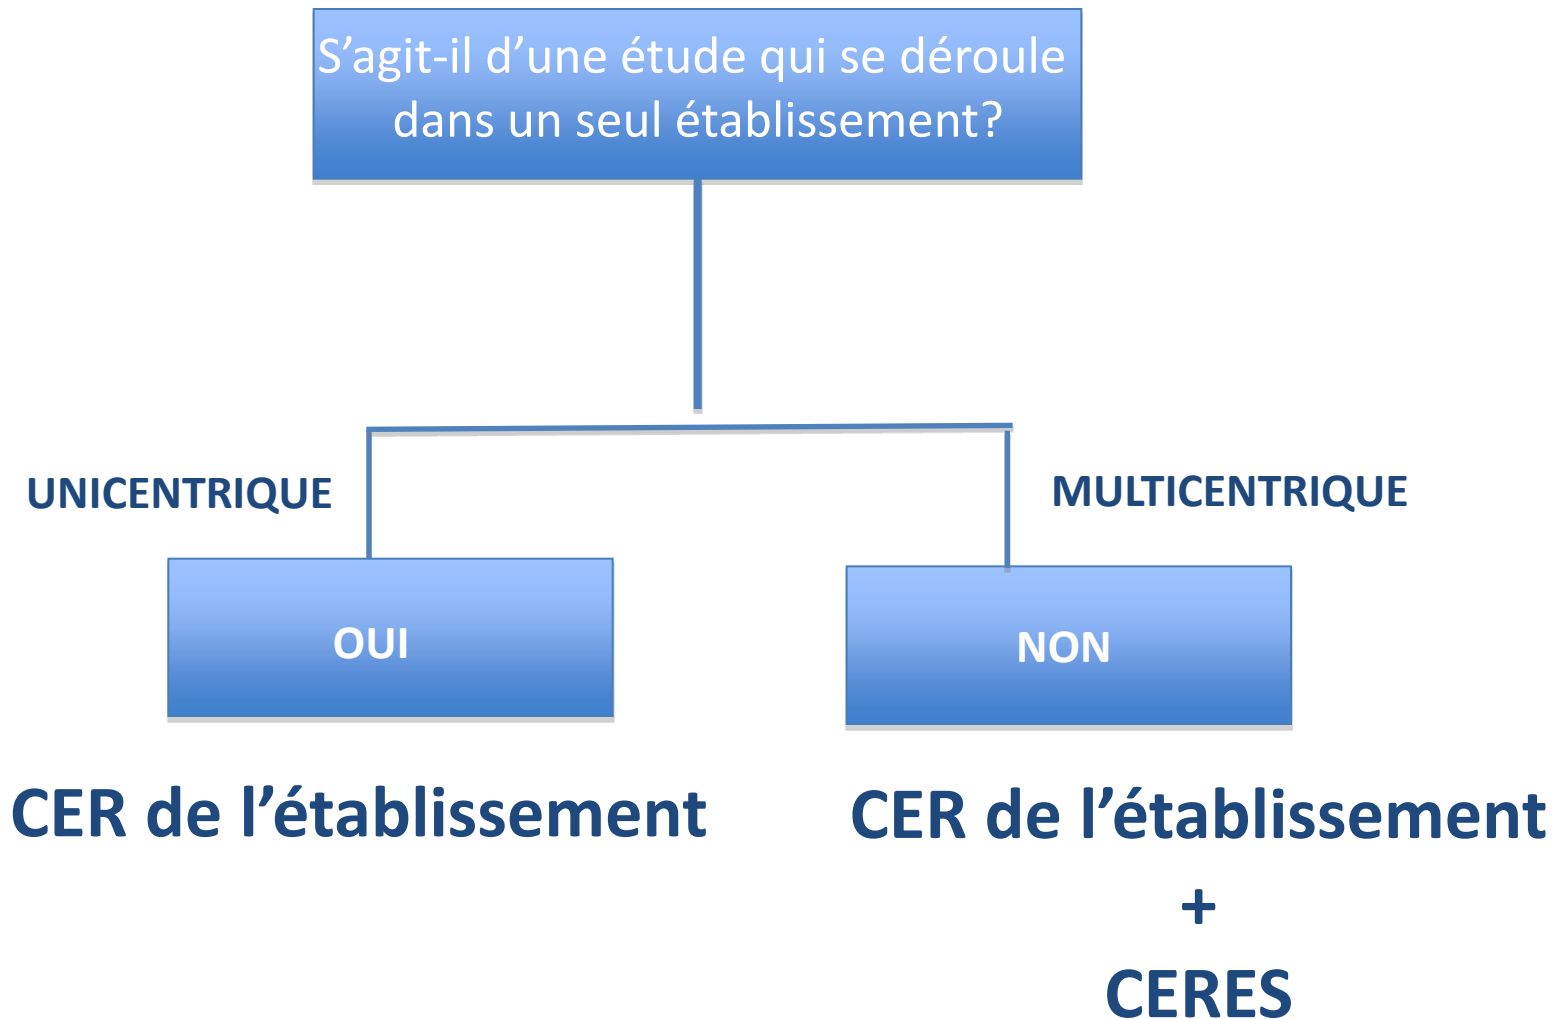 S’agit-il d’une étude qui se déroule
dans un seul établissement?
UNICENTRIQUE
MULTICENTRIQUE
OUI
NON
CER de l’établissement
CER de l’établissement
+
CERES